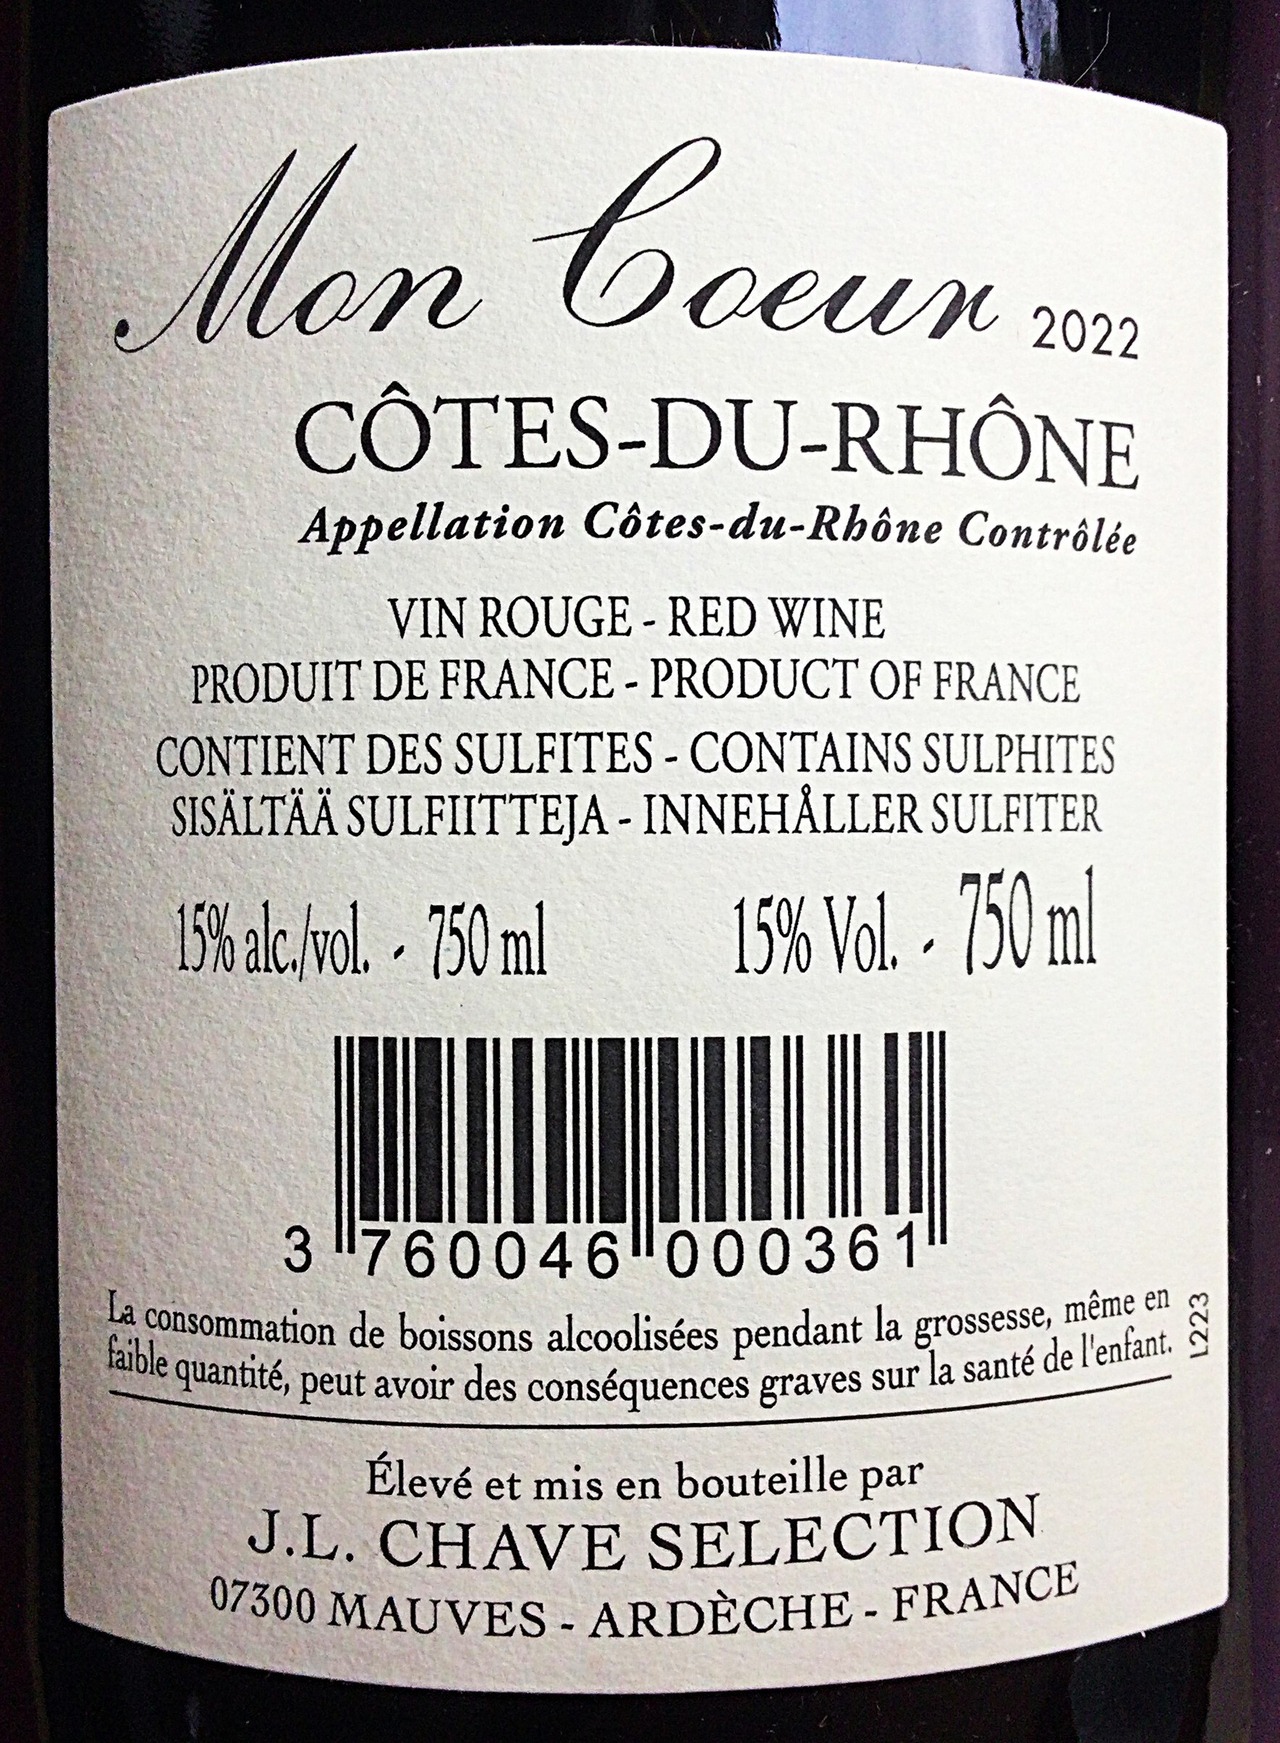 Mon Coeur 2022
CÔTES-DU-RHÔNE
Appellation Côtes-du-Rhône Contrôlée
VIN ROUGE - RED WINE
PRODUIT DE FRANCE - PRODUCT OF FRANCE
CONTIENT DES SULFITES - CONTAINS SULPHITES
SISÄLTÄÄ SULFIITTEJA - INNEHÅLLER SULFITER
15% alc./vol. - 750 ml 15% Vol. - 750 ml
3 760046 000361
La consommation de boissons alcoolisées pendant la grossesse, même en
faible quantité, peut avoir des conséquences graves sur la santé de l'enfant.
L223
Élevé et mis en bouteille par
J.L. CHAVE SELECTION
07300 MAUVES - ARDÈCHE - FRANCE